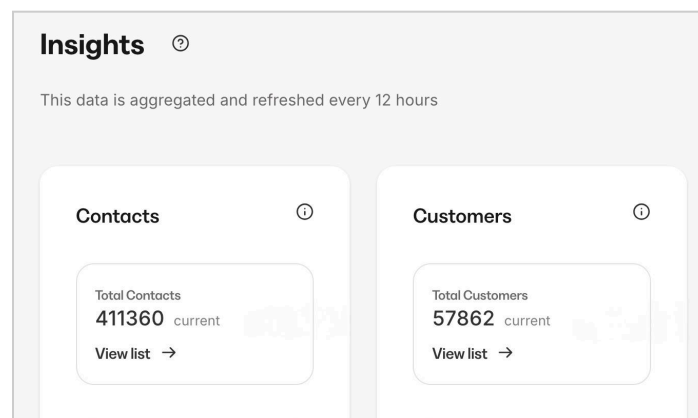 Insights
This data is aggregated and refreshed every 12 hours
Contacts
Total Contacts
411360 current
View list
Customers
Total Customers
57862 current
View list